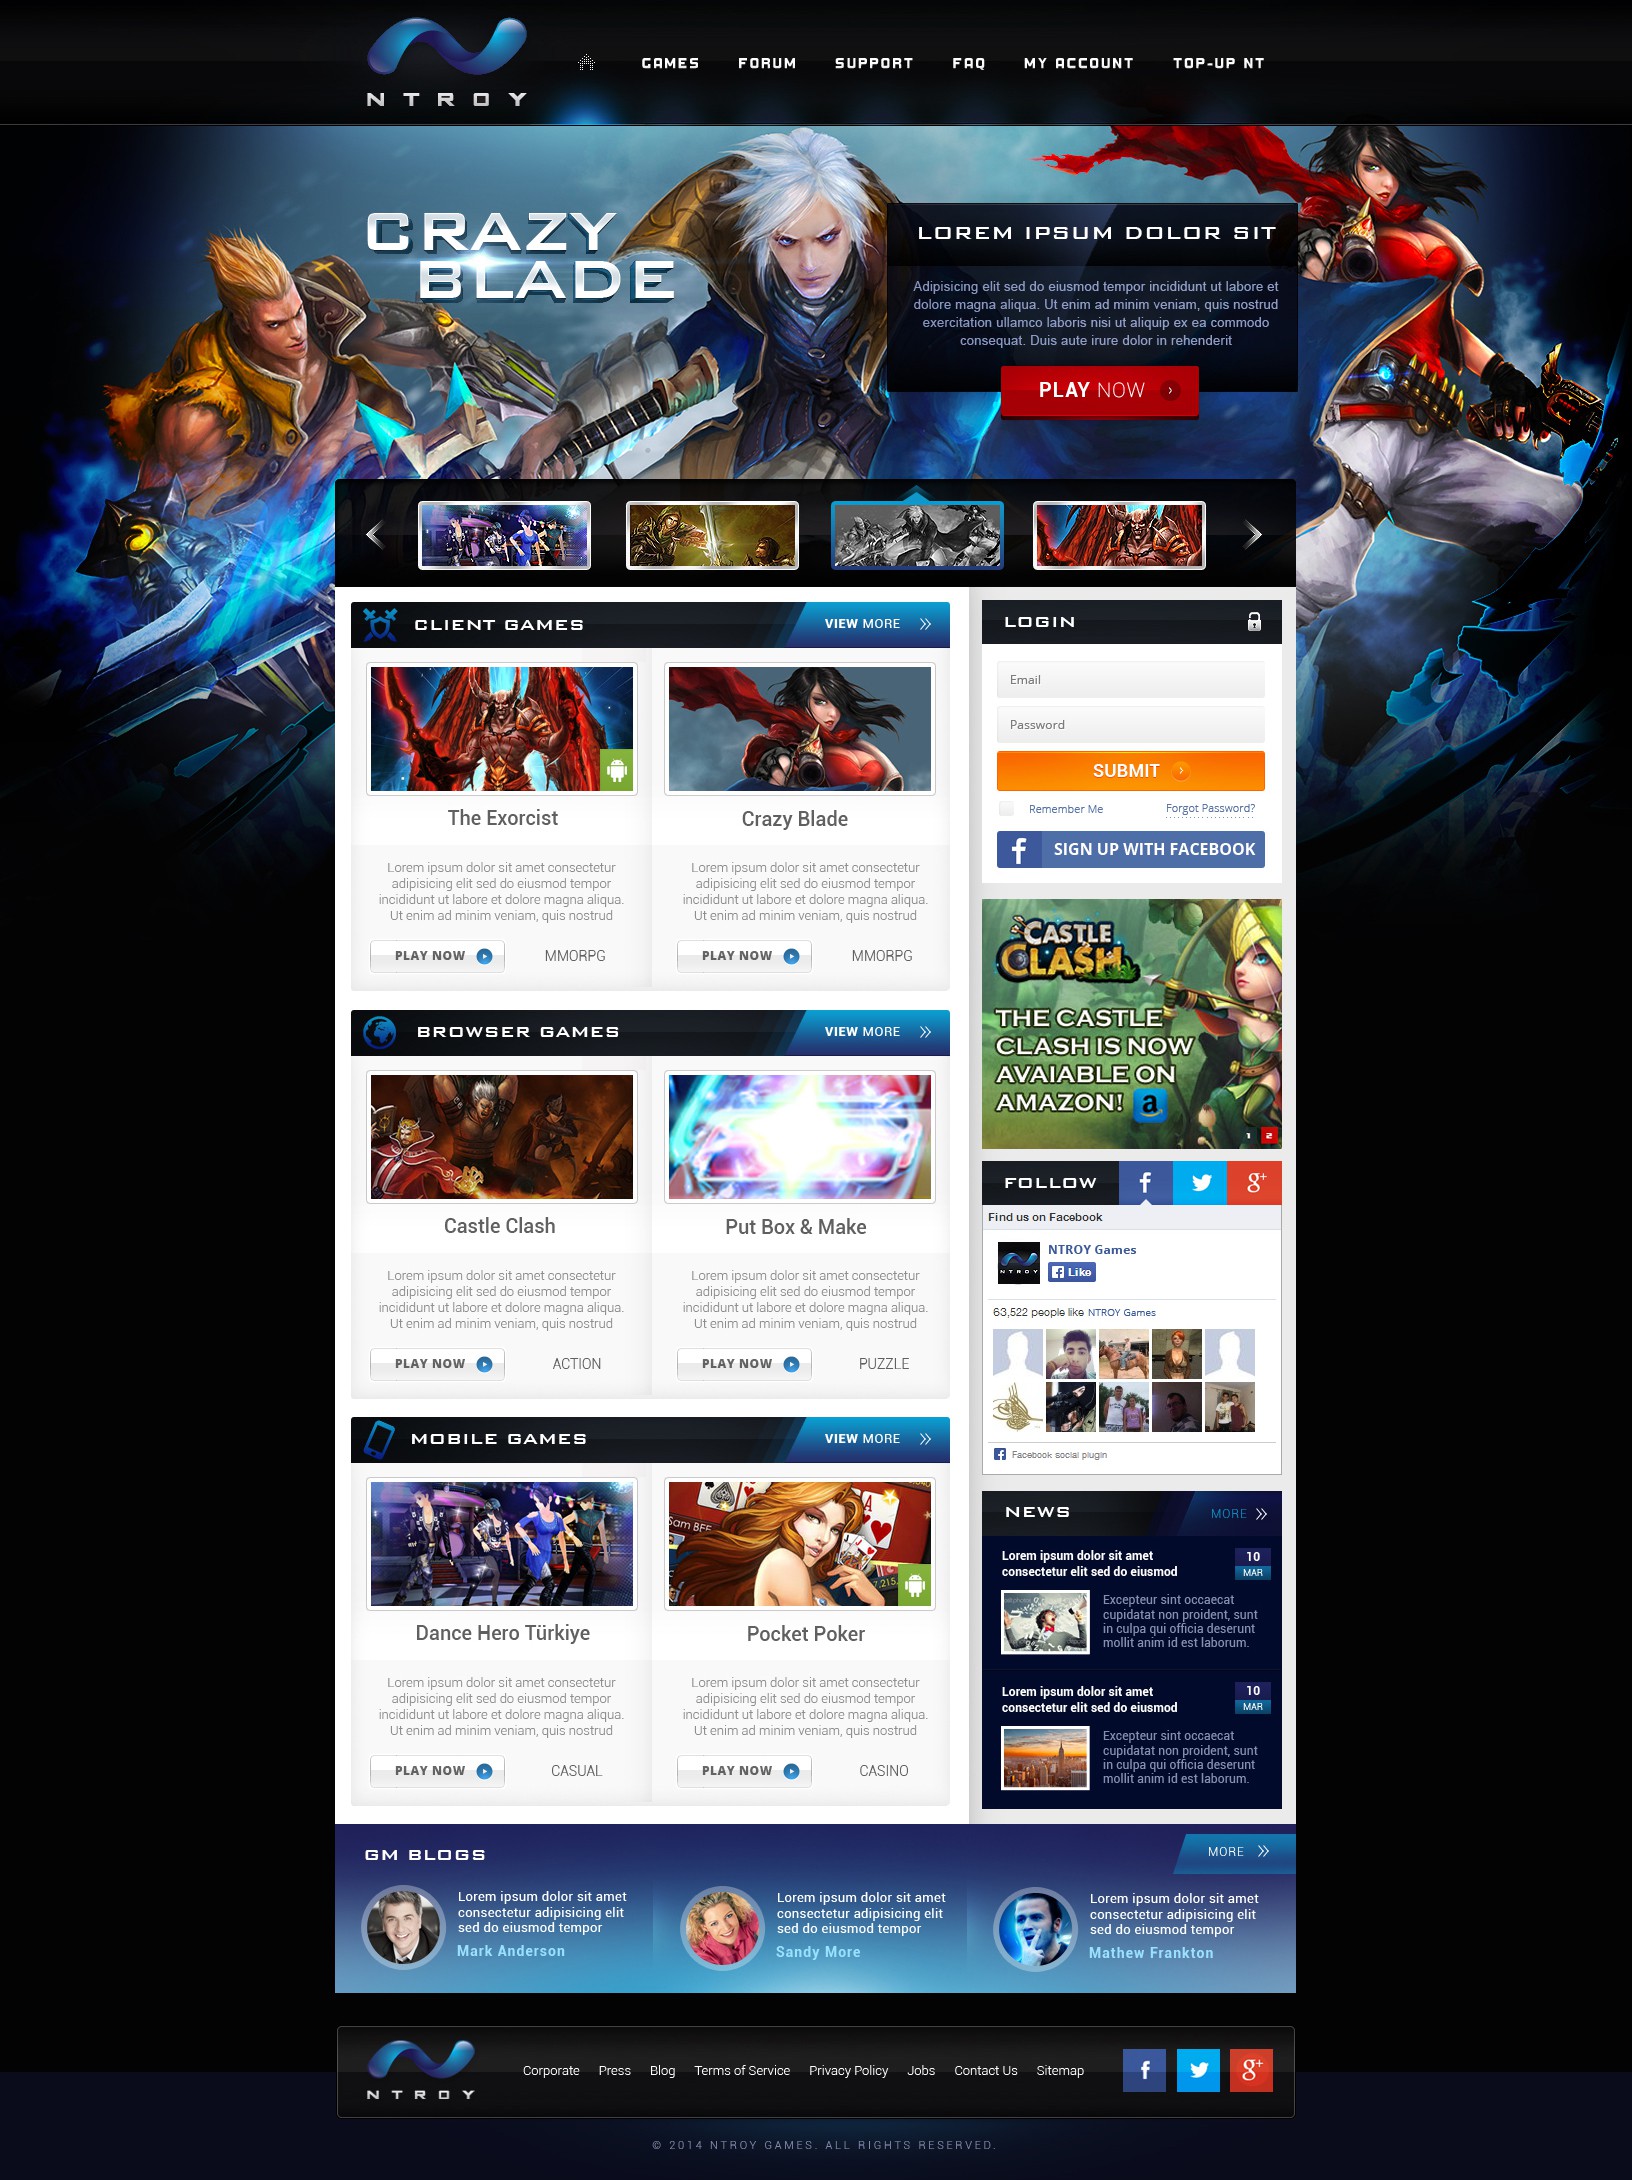 NTROY
GAMES FORUM SUPPORT FAQ MY ACCOUNT TOP-UP NT
CRAZY
BLADE
LOREM IPSUM DOLOR SIT
Adipisicing elit sed do eiusmod tempor incididunt ut labore et
dolore magna aliqua. Ut enim ad minim veniam, quis nostrud
exercitation ullamco laboris nisi ut aliquip ex ea commodo
consequat. Duis aute irure dolor in rehenderit
PLAY NOW
CLIENT GAMES
VIEW MORE
The Exorcist
Lorem ipsum dolor sit amet consectetur
adipisicing elit sed do eiusmod tempor
incididunt ut labore et dolore magna aliqua.
Ut enim ad minim veniam, quis nostrud
PLAY NOW
MMORPG
Crazy Blade
Lorem ipsum dolor sit amet consectetur
adipisicing elit sed do eiusmod tempor
incididunt ut labore et dolore magna aliqua.
Ut enim ad minim veniam, quis nostrud
PLAY NOW
MMORPG
BROWSER GAMES
VIEW MORE
Castle Clash
Lorem ipsum dolor sit amet consectetur
adipisicing elit sed do eiusmod tempor
incididunt ut labore et dolore magna aliqua.
Ut enim ad minim veniam, quis nostrud
PLAY NOW
ACTION
Put Box & Make
Lorem ipsum dolor sit amet consectetur
adipisicing elit sed do eiusmod tempor
incididunt ut labore et dolore magna aliqua.
Ut enim ad minim veniam, quis nostrud
PLAY NOW
PUZZLE
MOBILE GAMES
VIEW MORE
Dance Hero Türkiye
Lorem ipsum dolor sit amet consectetur
adipisicing elit sed do eiusmod tempor
incididunt ut labore et dolore magna aliqua.
Ut enim ad minim veniam, quis nostrud
PLAY NOW
CASUAL
Sam BFF
A
A
Pocket Poker
Lorem ipsum dolor sit amet consectetur
adipisicing elit sed do eiusmod tempor
incididunt ut labore et dolore magna aliqua.
Ut enim ad minim veniam, quis nostrud
PLAY NOW
CASINO
LOGIN
Email
Password
SUBMIT
Remember Me
Forgot Password?
f
SIGN UP WITH FACEBOOK
CASTLE
CLASH
THE CASTLE
CLASH IS NOW
AVAIABLE ON
AMAZON! a
1 2
FOLLOW
f
g+
Find us on Facebook
NTROY
NTROY Games
f Like
63,522 people like NTROY Games
f Facebook social plugin
NEWS
MORE
Lorem ipsum dolor sit amet
consectetur elit sed do eiusmod
10
MAR
Excepteur sint occaecat
cupidatat non proident, sunt
in culpa qui officia deserunt
mollit anim id est laborum.
Lorem ipsum dolor sit amet
consectetur elit sed do eiusmod
10
MAR
Excepteur sint occaecat
cupidatat non proident, sunt
in culpa qui officia deserunt
mollit anim id est laborum.
GM BLOGS
MORE
Lorem ipsum dolor sit amet
consectetur adipisicing elit
sed do eiusmod tempor
Mark Anderson
Lorem ipsum dolor sit amet
consectetur adipisicing elit
sed do eiusmod tempor
Sandy More
Lorem ipsum dolor sit amet
consectetur adipisicing elit
sed do eiusmod tempor
Mathew Frankton
NTROY
Corporate Press Blog Terms of Service Privacy Policy Jobs Contact Us Sitemap
f
g+
© 2014 NTROY GAMES. ALL RIGHTS RESERVED.